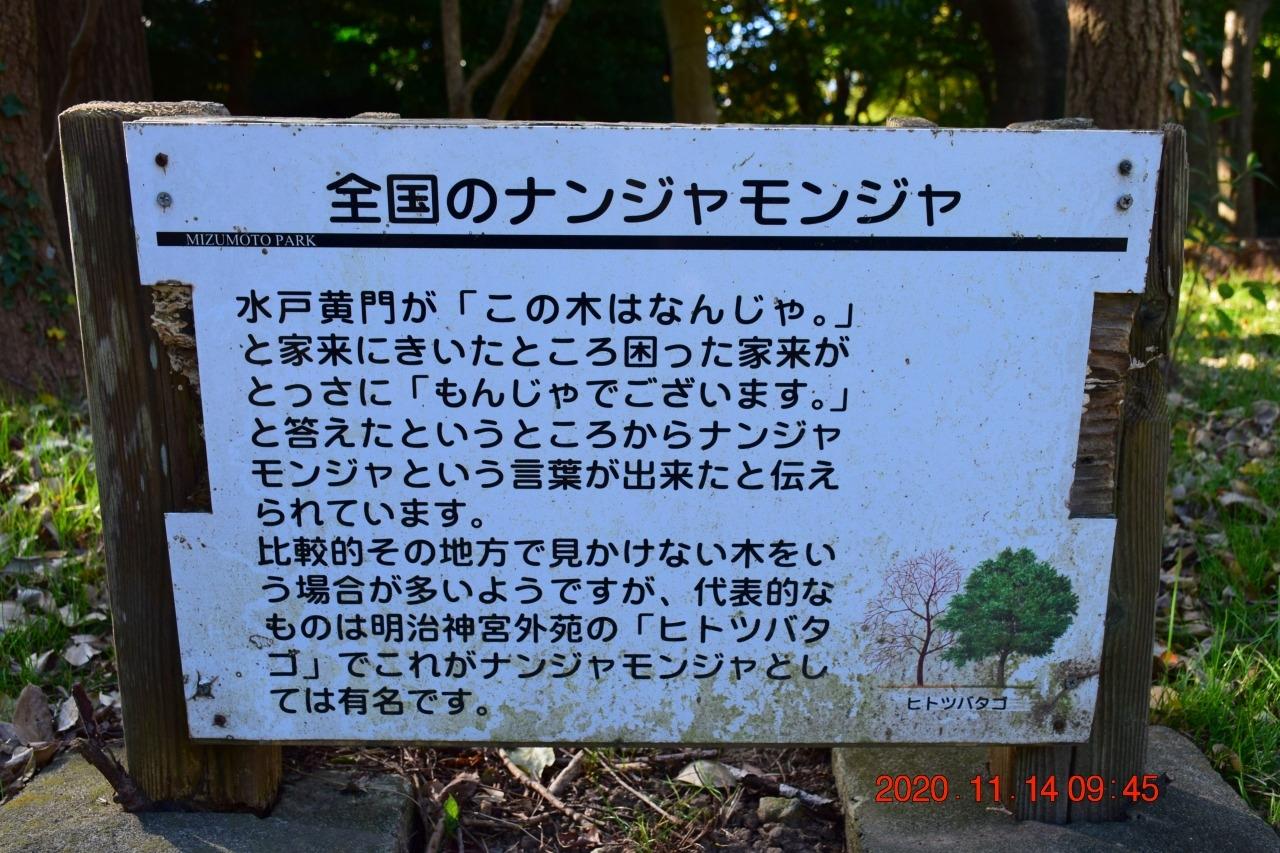 全国のナンジャモンジャ
MIZUMOTO PARK
水戸黄門が「この木はなんじゃ。」
と家来にきいたところ困った家来が
とっさに「もんじゃでございます。」
と答えたというところからナンジャ
モンジャという言葉が出来たと伝え
られています。
比較的その地方で見かけない木をい
う場合が多いようですが、代表的な
ものは明治神宮外苑の「ヒトツバタ
ゴ」でこれがナンジャモンジャとし
ては有名です。
ヒトツバタゴ
2020.11.14 09:45